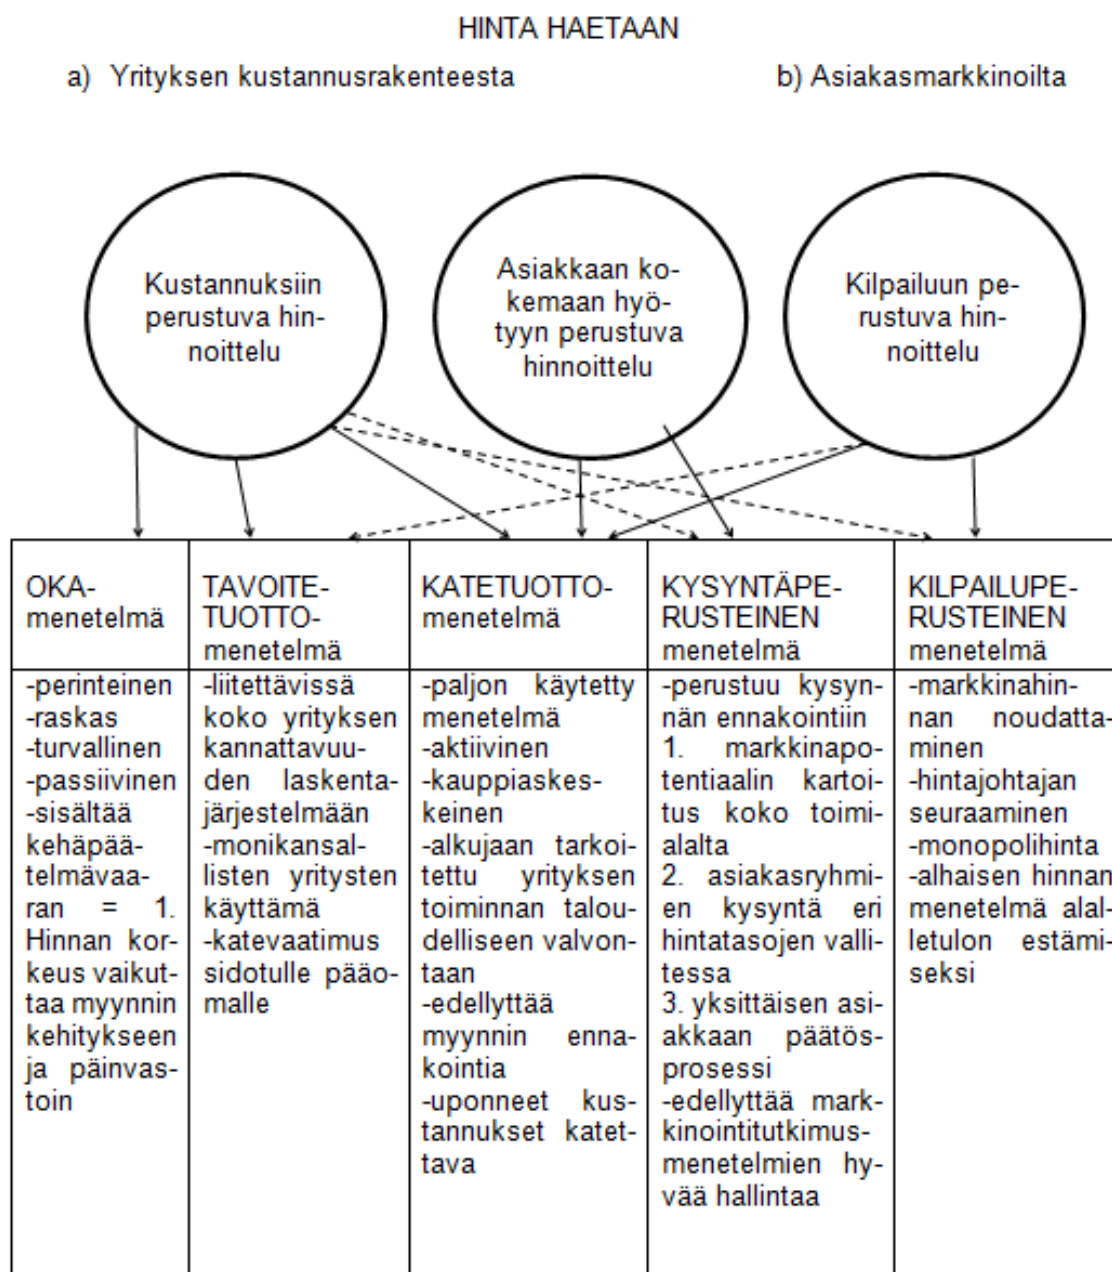 HINTA HAETAAN
a) Yrityksen kustannusrakenteesta
b) Asiakasmarkkinoilta
Kustannuksiin
perustuva hin-
noittelu
Asiakkaan ko-
kemaan hyö-
tyyn perustuva
hinnoittelu
Kilpailuun pe-
rustuva hin-
noittelu
OKA-
menetelmä
TAVOITE-
TUOTTO-
menetelmä
KATETUOTTO-
menetelmä
KYSYNTÄPE-
RUSTEINEN
menetelmä
KILPAILUPE-
RUSTEINEN
menetelmä
-perinteinen
-raskas
-turvallinen
-passiivinen
-sisältää
kehäpää-
telmävaa-
ran = 1.
Hinnan kor-
keus vaikut-
taa myynnin
kehitykseen
ja päinvas-
toin
-liitettävissä
koko yrityksen
kannattavuu-
den laskenta-
järjestelmään
-monikansal-
listen yritysten
käyttämä
-katevaatimus
sidotulle pääo-
malle
-paljon käytetty
menetelmä
-aktiivinen
-kauppiaskes-
keinen
-alkujaan tarkoi-
tettu yrityksen
toiminnan talou-
delliseen valvon-
taan
-edellyttää
myynnin enna-
kointia
-uponneet kus-
tannukset katet-
tava
-perustuu kysyn-
nän ennakointiin
1. markkinapo-
tentiaalin kartoi-
tus koko toimi-
alalta
2. asiakasryhmi-
en kysyntä eri
hintatasojen valli-
tessa
3. yksittäisen asi-
akkaan päätös-
prosessi
-edellyttää mark-
kinointitutkimus-
menetelmien hy-
vää hallintaa
-markkinahin-
nan noudatta-
minen
-hintajohtajan
seuraaminen
-monopolihinta
-alhaisen hinnan
menetelmä alal-
letulon estämi-
seksi